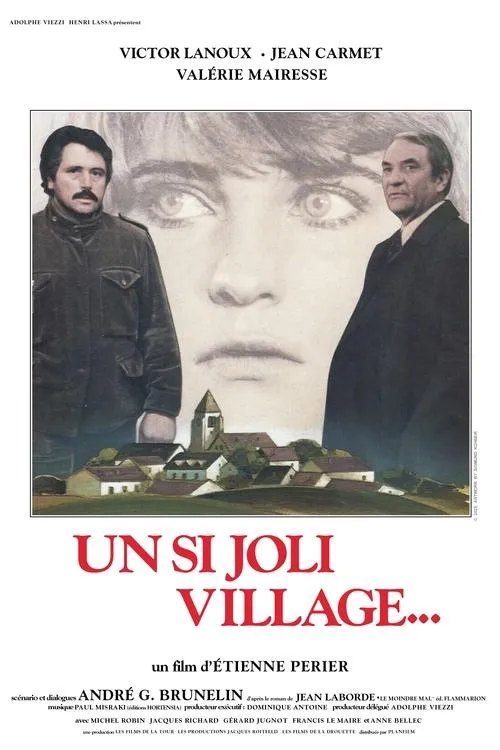 ADOLPHE VIEZZI HENRI LASSA présentent
VICTOR LANOUX • JEAN CARMET
VALÉRIE MAIRESSE
UN SI JOLI
VILLAGE...
un film d'ÉTIENNE PERIER
scénario et dialogues ANDRÉ G. BRUNELIN d'après le roman de JEAN LABORDE "LE MOINDRE MAL" éd. FLAMMARION
musique PAUL MISRAKI (éditions HORTENSIA) producteur exécutif : DOMINIQUE ANTOINE producteur délégué ADOLPHE VIEZZI
avec MICHEL ROBIN JACQUES RICHARD GÉRARD JUGNOT FRANCIS LE MAIRE et ANNE BELLEC
une production LES FILMS DE LA TOUR LES PRODUCTIONS JACQUES ROITFELD LES FILMS DE LA DROUETTE distribuée par PLANFILM